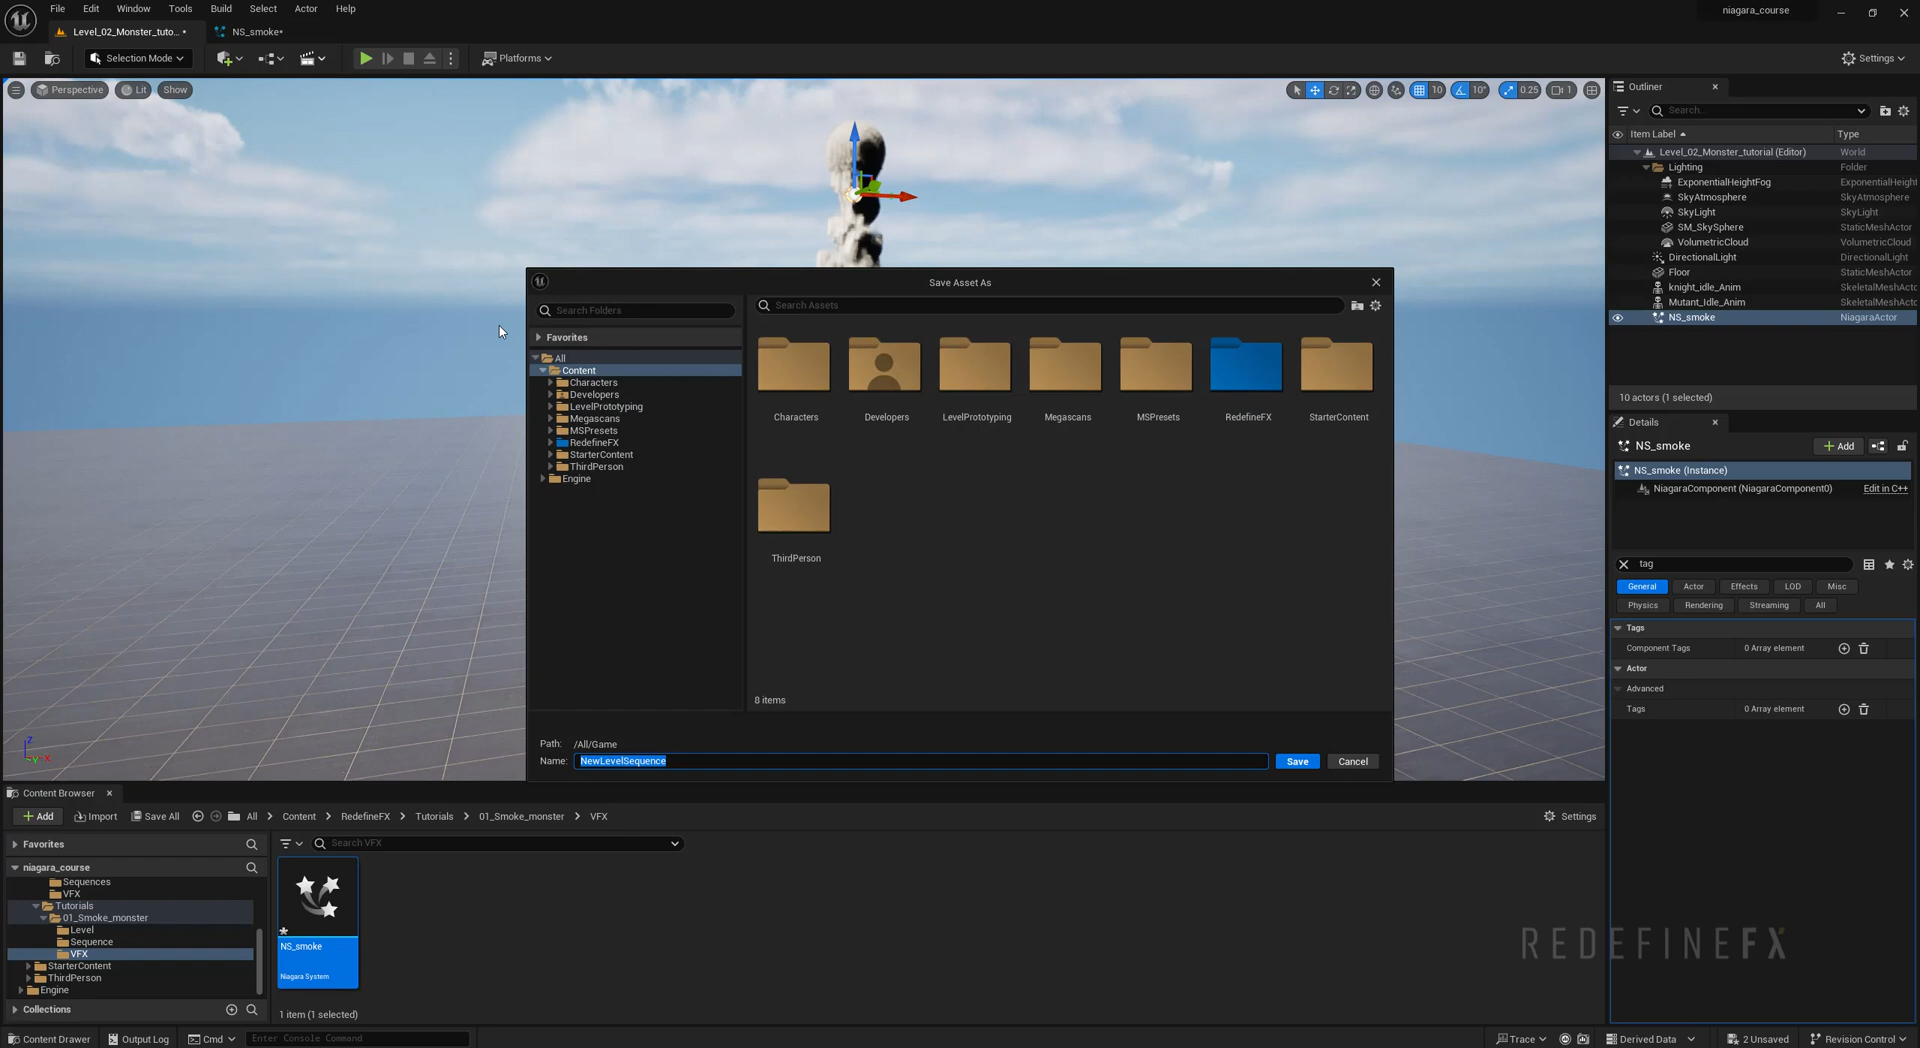 File Edit Window Tools Build Select Actor Help
niagara_course
Level_02_Monster_tuto... •
NS_smoke•
Selection Mode
Platforms
Settings
Perspective
Lit
Show
10
10°
0.25
1
Outliner
Search...
Item Label
Type
Level_02_Monster_tutorial (Editor) World
Lighting Folder
ExponentialHeightFog ExponentialHeight
SkyAtmosphere SkyAtmosphere
SkyLight SkyLight
SM_SkySphere StaticMeshActor
VolumetricCloud VolumetricCloud
DirectionalLight DirectionalLight
Floor StaticMeshActor
knight_idle_Anim SkeletalMeshActo
Mutant_Idle_Anim SkeletalMeshActo
NS_smoke NiagaraActor
10 actors (1 selected)
Details
NS_smoke
Add
NS_smoke (Instance)
NiagaraComponent (NiagaraComponent0) Edit in C++
tag
General Actor Effects LOD Misc
Physics Rendering Streaming All
Tags
Component Tags 0 Array element
Actor
Advanced
Tags 0 Array element
Save Asset As
Search Folders
Favorites
All
Content
Characters
Developers
LevelPrototyping
Megascans
MSPresets
RedefineFX
StarterContent
ThirdPerson
Engine
Search Assets
Characters Developers LevelPrototyping Megascans MSPresets RedefineFX StarterContent
ThirdPerson
8 items
Path: /All/Game
Name: NewLevelSequence
Save Cancel
Z
Y X
Content Browser
Add Import Save All All Content RedefineFX Tutorials 01_Smoke_monster VFX
Settings
Favorites
niagara_course
Sequences
VFX
Tutorials
01_Smoke_monster
Level
Sequence
VFX
StarterContent
ThirdPerson
Engine
Collections
Search VFX
NS_smoke
Niagara System
1 item (1 selected)
REDEFINEFX
Content Drawer Output Log Cmd Enter Console Command
Trace Derived Data 2 Unsaved Revision Control